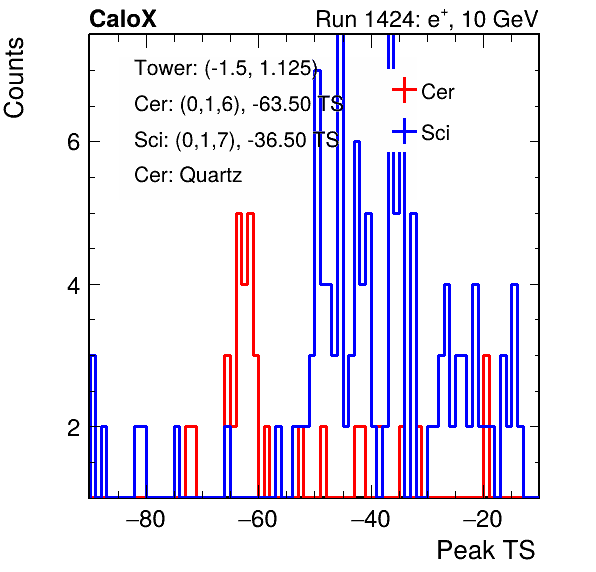 CaloX Run 1424: e+, 10 GeV
Counts
Tower: (-1.5, 1.125)
Cer: (0,1,6), -63.50 TS
Sci: (0,1,7), -36.50 TS
Cer: Quartz
Cer
Sci
6
4
2
−80 −60 −40 −20
Peak TS